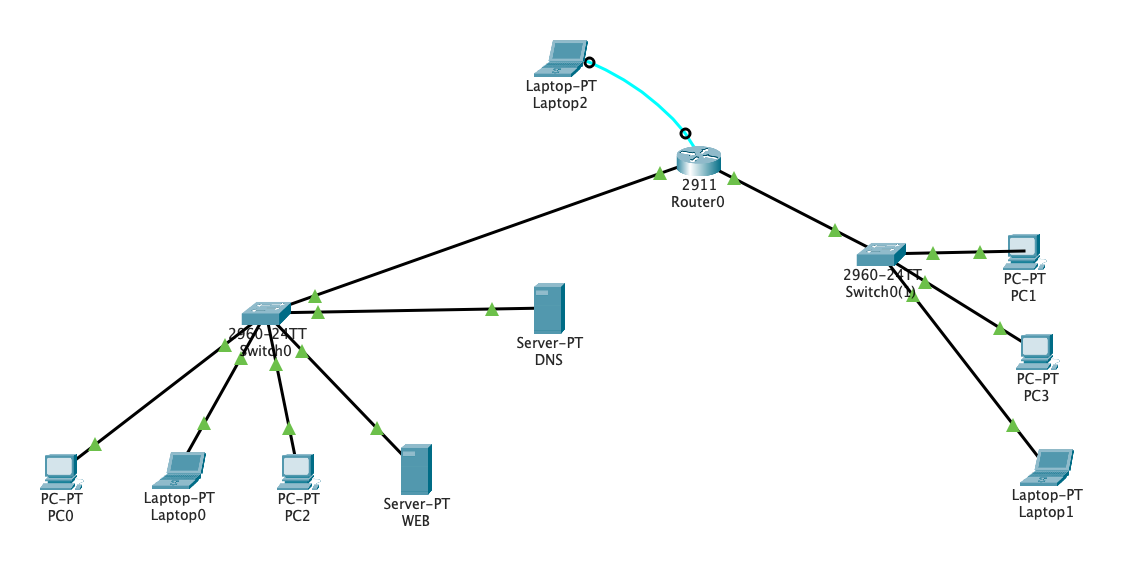 Laptop-PT
Laptop2
2911
Router0
2960-24TT
Switch0(1)
PC-PT
PC1
PC-PT
PC3
Laptop-PT
Laptop1
2960-24TT
Switch0
Server-PT
DNS
PC-PT
PC0
Laptop-PT
Laptop0
PC-PT
PC2
Server-PT
WEB